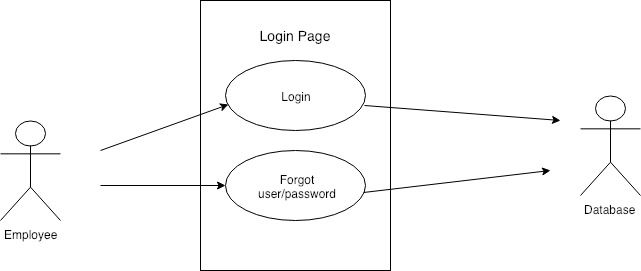 Login Page
Login
Forgot
user/password
Employee
Database